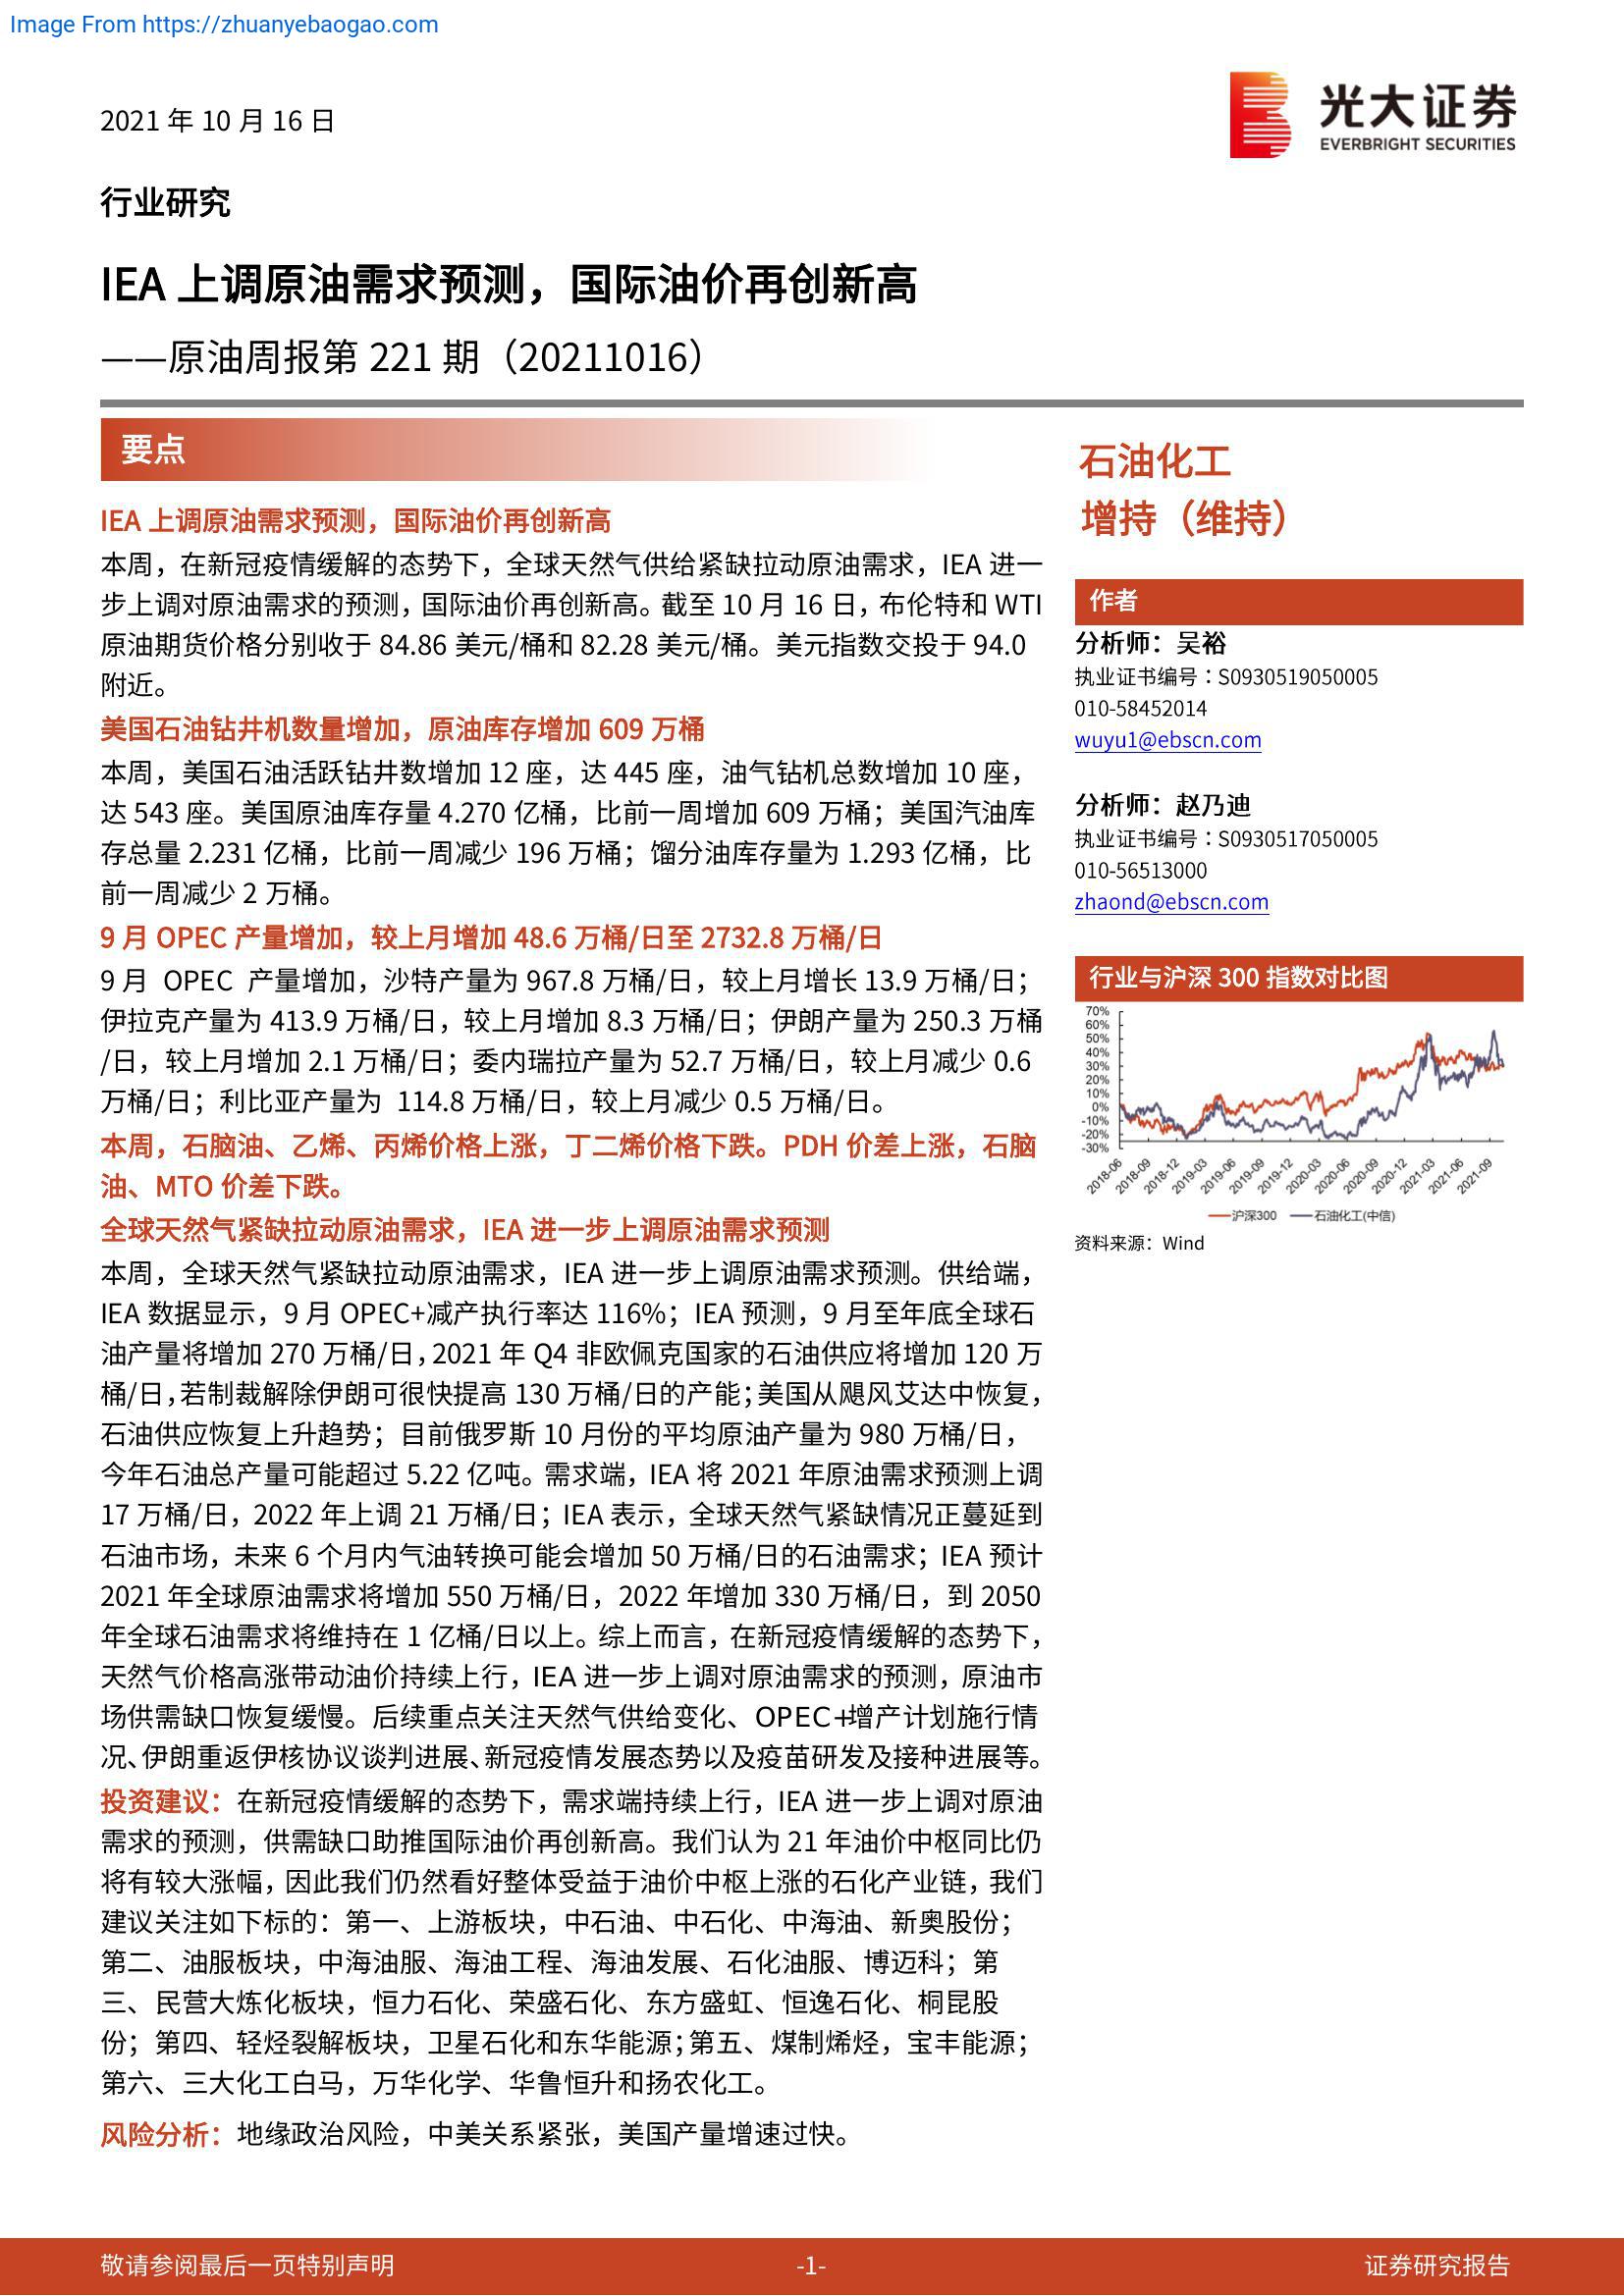 Image From https://zhuanyebaogao.com
2021 年 10 月 16 日
光大证券
EVERBRIGHT SECURITIES
行业研究
IEA 上调原油需求预测，国际油价再创新高
——原油周报第 221 期（20211016）
要点
IEA 上调原油需求预测，国际油价再创新高
本周，在新冠疫情缓解的态势下，全球天然气供给紧缺拉动原油需求，IEA 进一
步上调对原油需求的预测，国际油价再创新高。截至 10 月 16 日，布伦特和 WTI
原油期货价格分别收于 84.86 美元/桶和 82.28 美元/桶。美元指数交投于 94.0
附近。
美国石油钻井机数量增加，原油库存增加 609 万桶
本周，美国石油活跃钻井数增加 12 座，达 445 座，油气钻机总数增加 10 座，
达 543 座。美国原油库存量 4.270 亿桶，比前一周增加 609 万桶；美国汽油库
存总量 2.231 亿桶，比前一周减少 196 万桶；馏分油库存量为 1.293 亿桶，比
前一周减少 2 万桶。
9 月 OPEC 产量增加，较上月增加 48.6 万桶/日至 2732.8 万桶/日
9 月 OPEC 产量增加，沙特产量为 967.8 万桶/日，较上月增长 13.9 万桶/日；
伊拉克产量为 413.9 万桶/日，较上月增加 8.3 万桶/日；伊朗产量为 250.3 万桶
/日，较上月增加 2.1 万桶/日；委内瑞拉产量为 52.7 万桶/日，较上月减少 0.6
万桶/日；利比亚产量为 114.8 万桶/日，较上月减少 0.5 万桶/日。
本周，石脑油、乙烯、丙烯价格上涨，丁二烯价格下跌。PDH 价差上涨，石脑
油、MTO 价差下跌。
全球天然气紧缺拉动原油需求，IEA 进一步上调原油需求预测
本周，全球天然气紧缺拉动原油需求，IEA 进一步上调原油需求预测。供给端，
IEA 数据显示，9 月 OPEC+减产执行率达 116%；IEA 预测，9 月至年底全球石
油产量将增加 270 万桶/日，2021 年 Q4 非欧佩克国家的石油供应将增加 120 万
桶/日，若制裁解除伊朗可很快提高 130 万桶/日的产能；美国从飓风艾达中恢复，
石油供应恢复上升趋势；目前俄罗斯 10 月份的平均原油产量为 980 万桶/日，
今年石油总产量可能超过 5.22 亿吨。需求端，IEA 将 2021 年原油需求预测上调
17 万桶/日，2022 年上调 21 万桶/日；IEA 表示，全球天然气紧缺情况正蔓延到
石油市场，未来 6 个月内气油转换可能会增加 50 万桶/日的石油需求；IEA 预计
2021 年全球原油需求将增加 550 万桶/日，2022 年增加 330 万桶/日，到 2050
年全球石油需求将维持在 1 亿桶/日以上。综上而言，在新冠疫情缓解的态势下，
天然气价格高涨带动油价持续上行，IEA 进一步上调对原油需求的预测，原油市
场供需缺口恢复缓慢。后续重点关注天然气供给变化、OPEC+增产计划施行情
况、伊朗重返伊核协议谈判进展、新冠疫情发展态势以及疫苗研发及接种进展等。
投资建议：在新冠疫情缓解的态势下，需求端持续上行，IEA 进一步上调对原油
需求的预测，供需缺口助推国际油价再创新高。我们认为 21 年油价中枢同比仍
将有较大涨幅，因此我们仍然看好整体受益于油价中枢上涨的石化产业链，我们
建议关注如下标的：第一、上游板块，中石油、中石化、中海油、新奥股份；
第二、油服板块，中海油服、海油工程、海油发展、石化油服、博迈科；第
三、民营大炼化板块，恒力石化、荣盛石化、东方盛虹、恒逸石化、桐昆股
份；第四、轻烃裂解板块，卫星石化和东华能源；第五、煤制烯烃，宝丰能源；
第六、三大化工白马，万华化学、华鲁恒升和扬农化工。
风险分析：地缘政治风险，中美关系紧张，美国产量增速过快。
石油化工
增持（维持）
作者
分析师：吴裕
执业证书编号：S0930519050005
010-58452014
wuyu1@ebscn.com
分析师：赵乃迪
执业证书编号：S0930517050005
010-56513000
zhaond@ebscn.com
行业与沪深 300 指数对比图
70%
60%
50%
40%
30%
20%
10%
0%
-10%
-20%
-30%
2018-06 2018-09 2018-12 2019-03 2019-06 2019-09 2019-12 2020-03 2020-06 2020-09 2020-12 2021-03 2021-06 2021-09
沪深300 石油化工(中信)
资料来源：Wind
敬请参阅最后一页特别声明 -1- 证券研究报告